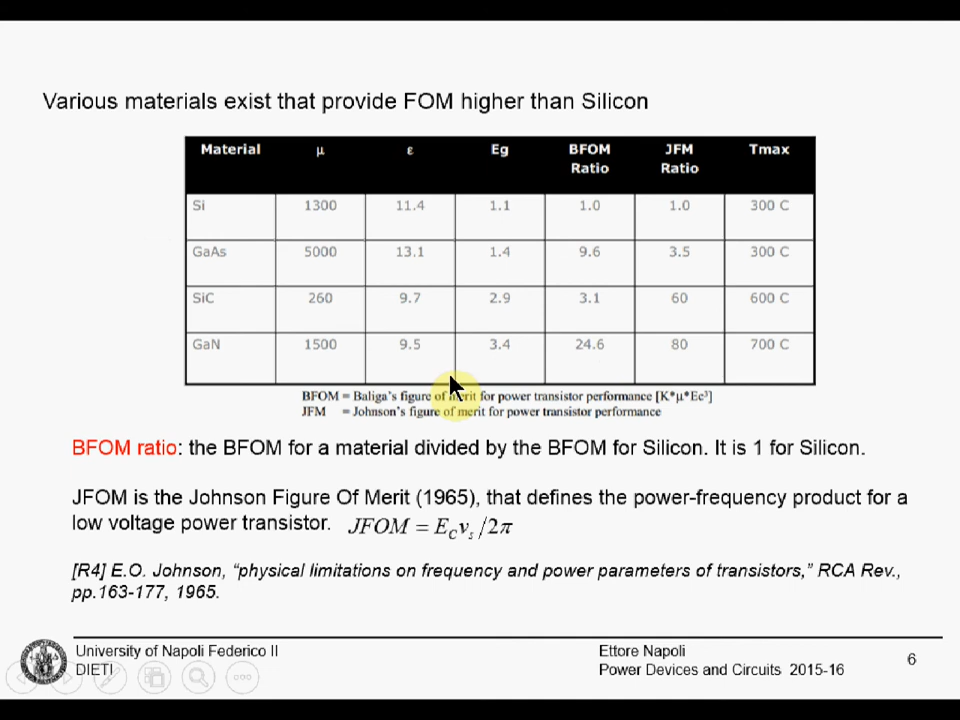 Various materials exist that provide FOM higher than Silicon
Material μ ε Eg BFOM Ratio JFM Ratio Tmax
Si 1300 11.4 1.1 1.0 1.0 300 C
GaAs 5000 13.1 1.4 9.6 3.5 300 C
SiC 260 9.7 2.9 3.1 60 600 C
GaN 1500 9.5 3.4 24.6 80 700 C
BFOM = Baliga's figure of merit for power transistor performance [K*μ*Ec³]
JFM = Johnson's figure of merit for power transistor performance
BFOM ratio: the BFOM for a material divided by the BFOM for Silicon. It is 1 for Silicon.
JFOM is the Johnson Figure Of Merit (1965), that defines the power-frequency product for a
low voltage power transistor. JFOM = E_C v_s /2π
[R4] E.O. Johnson, “physical limitations on frequency and power parameters of transistors,” RCA Rev.,
pp.163-177, 1965.
University of Napoli Federico II
DIETI
Ettore Napoli
Power Devices and Circuits 2015-16
6